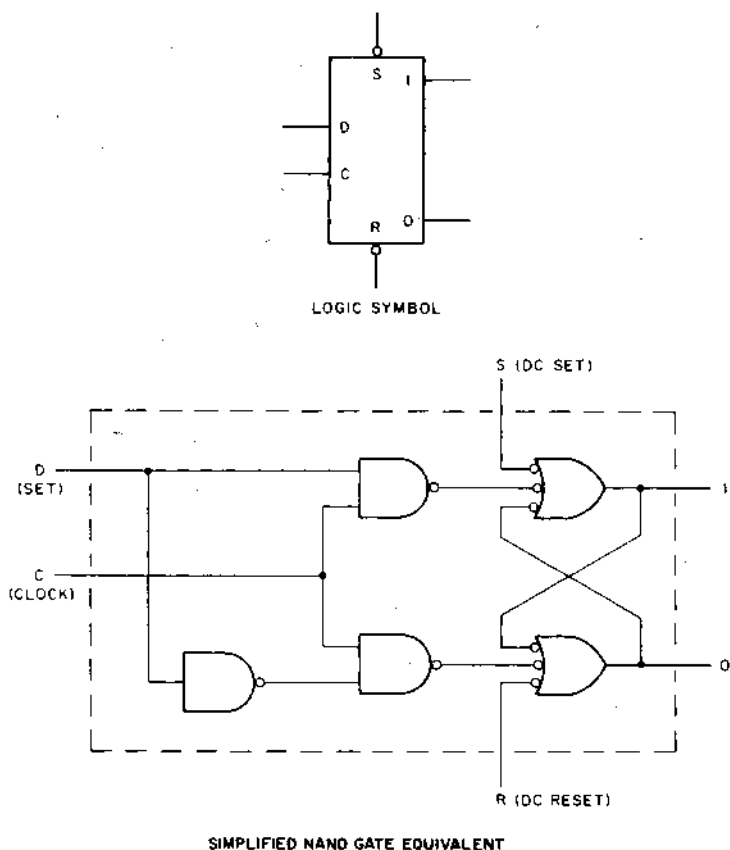 S
1
D
C
R
0
LOGIC SYMBOL
S (DC SET)
D
(SET)
1
C
(CLOCK)
0
R (DC RESET)
SIMPLIFIED NAND GATE EQUIVALENT